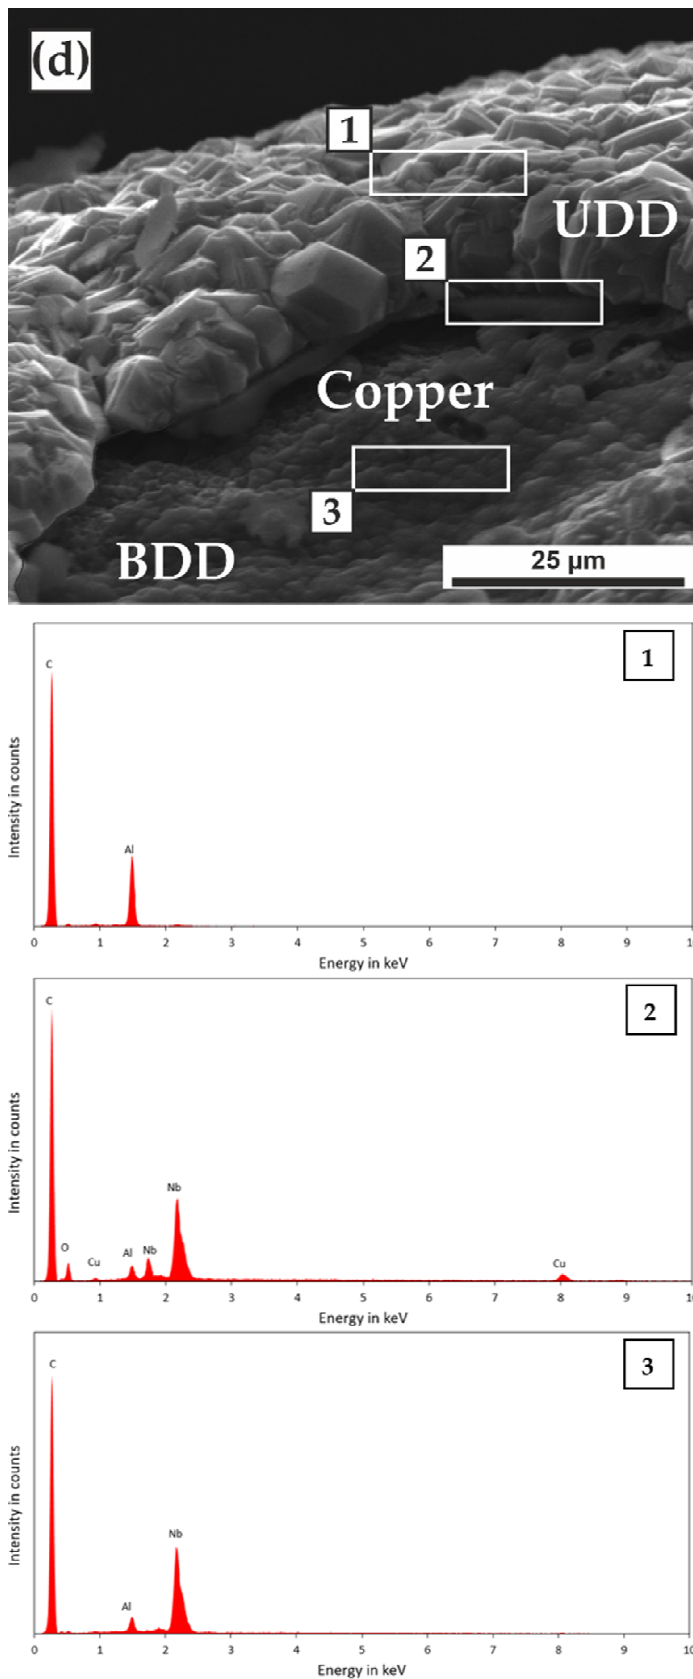 (d)
1
UDD
2
Copper
3
BDD
25 µm
1
C
Al
Intensity in counts
0 1 2 3 4 5 6 7 8 9 10
Energy in keV
2
C
Nb
O
Cu
Al
Nb
Cu
Intensity in counts
0 1 2 3 4 5 6 7 8 9 10
Energy in keV
3
C
Nb
Al
Intensity in counts
0 1 2 3 4 5 6 7 8 9 10
Energy in keV